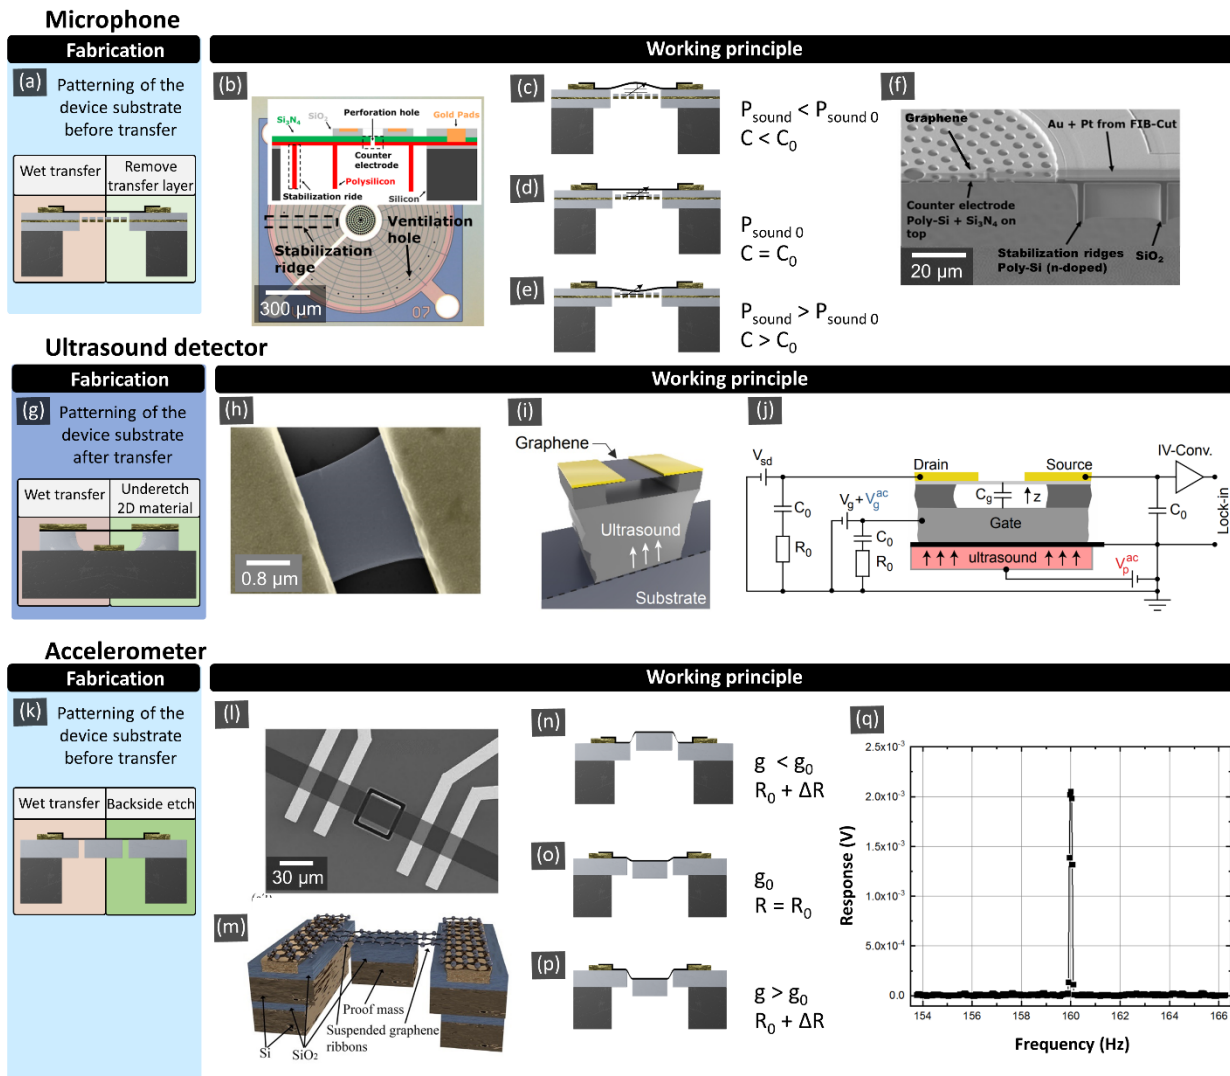 Microphone
Fabrication
Working principle
(a)
Patterning of the
device substrate
before transfer
Wet transfer
Remove
transfer layer
(b)
Perforation hole
Si3N4
SiO2
Gold Pads
Counter
electrode
Polysilicon
Stabilization ride
Silicon
Ventilation
hole
Stabilization
ridge
300 μm
07
(c)
Psound < Psound 0
C < C0
(d)
Psound 0
C = C0
(e)
Psound > Psound 0
C > C0
(f)
Graphene
Au + Pt from FIB-Cut
Counter electrode
Poly-Si + Si3N4 on
top
Stabilization ridges
Poly-Si (n-doped)
SiO2
20 μm
Ultrasound detector
Fabrication
Working principle
(g)
Patterning of the
device substrate
after transfer
Wet transfer
Underetch
2D material
(h)
0.8 μm
(i)
Graphene
Ultrasound
Substrate
(j)
Vsd
Drain
Source
IV-Conv.
Cg
z
Vg + Vg^ac
C0
R0
C0
R0
Gate
C0
Lock-in
ultrasound
Vp^ac
Accelerometer
Fabrication
Working principle
(k)
Patterning of the
device substrate
before transfer
Wet transfer
Backside etch
(l)
30 μm
(m)
Proof mass
Suspended graphene
ribbons
Si
SiO2
(n)
g < g0
R0 + ΔR
(o)
g0
R = R0
(p)
g > g0
R0 + ΔR
(q)
2.5x10-3
2.0x10-3
1.5x10-3
1.0x10-3
5.0x10-4
0.0
Response (V)
154 156 158 160 162 164 166
Frequency (Hz)